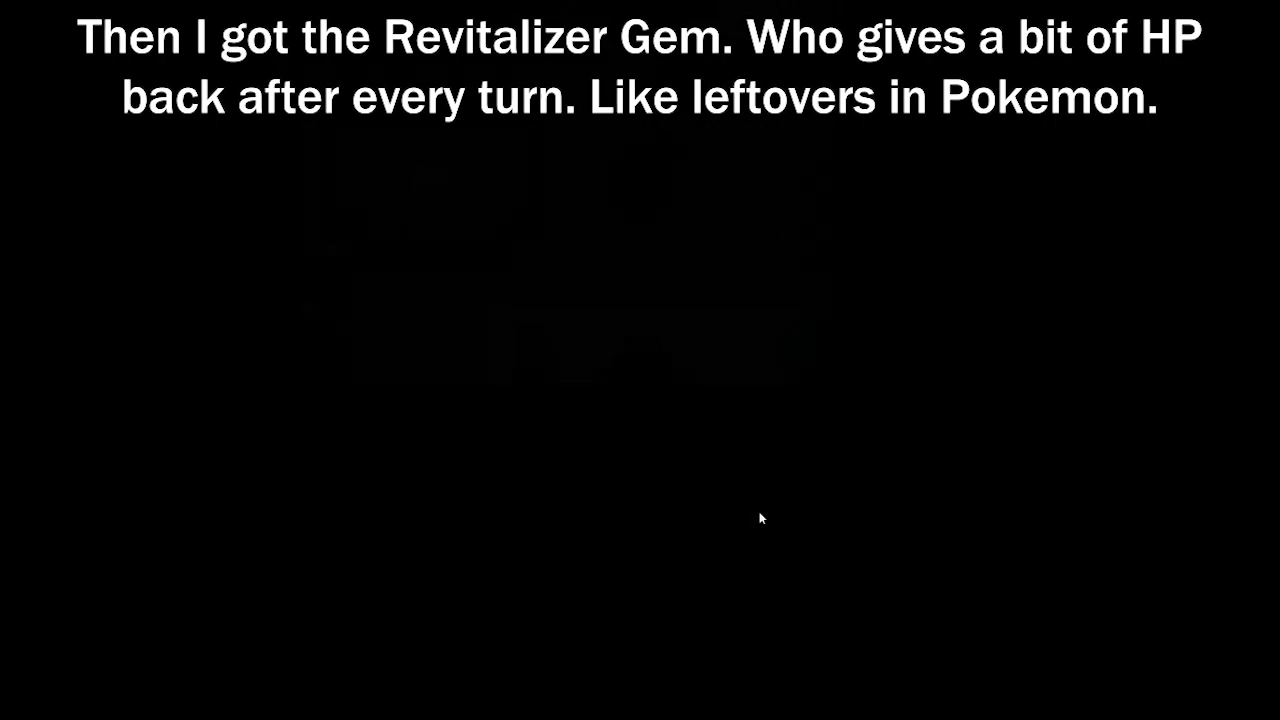 Then I got the Revitalizer Gem. Who gives a bit of HP
back after every turn. Like leftovers in Pokemon.